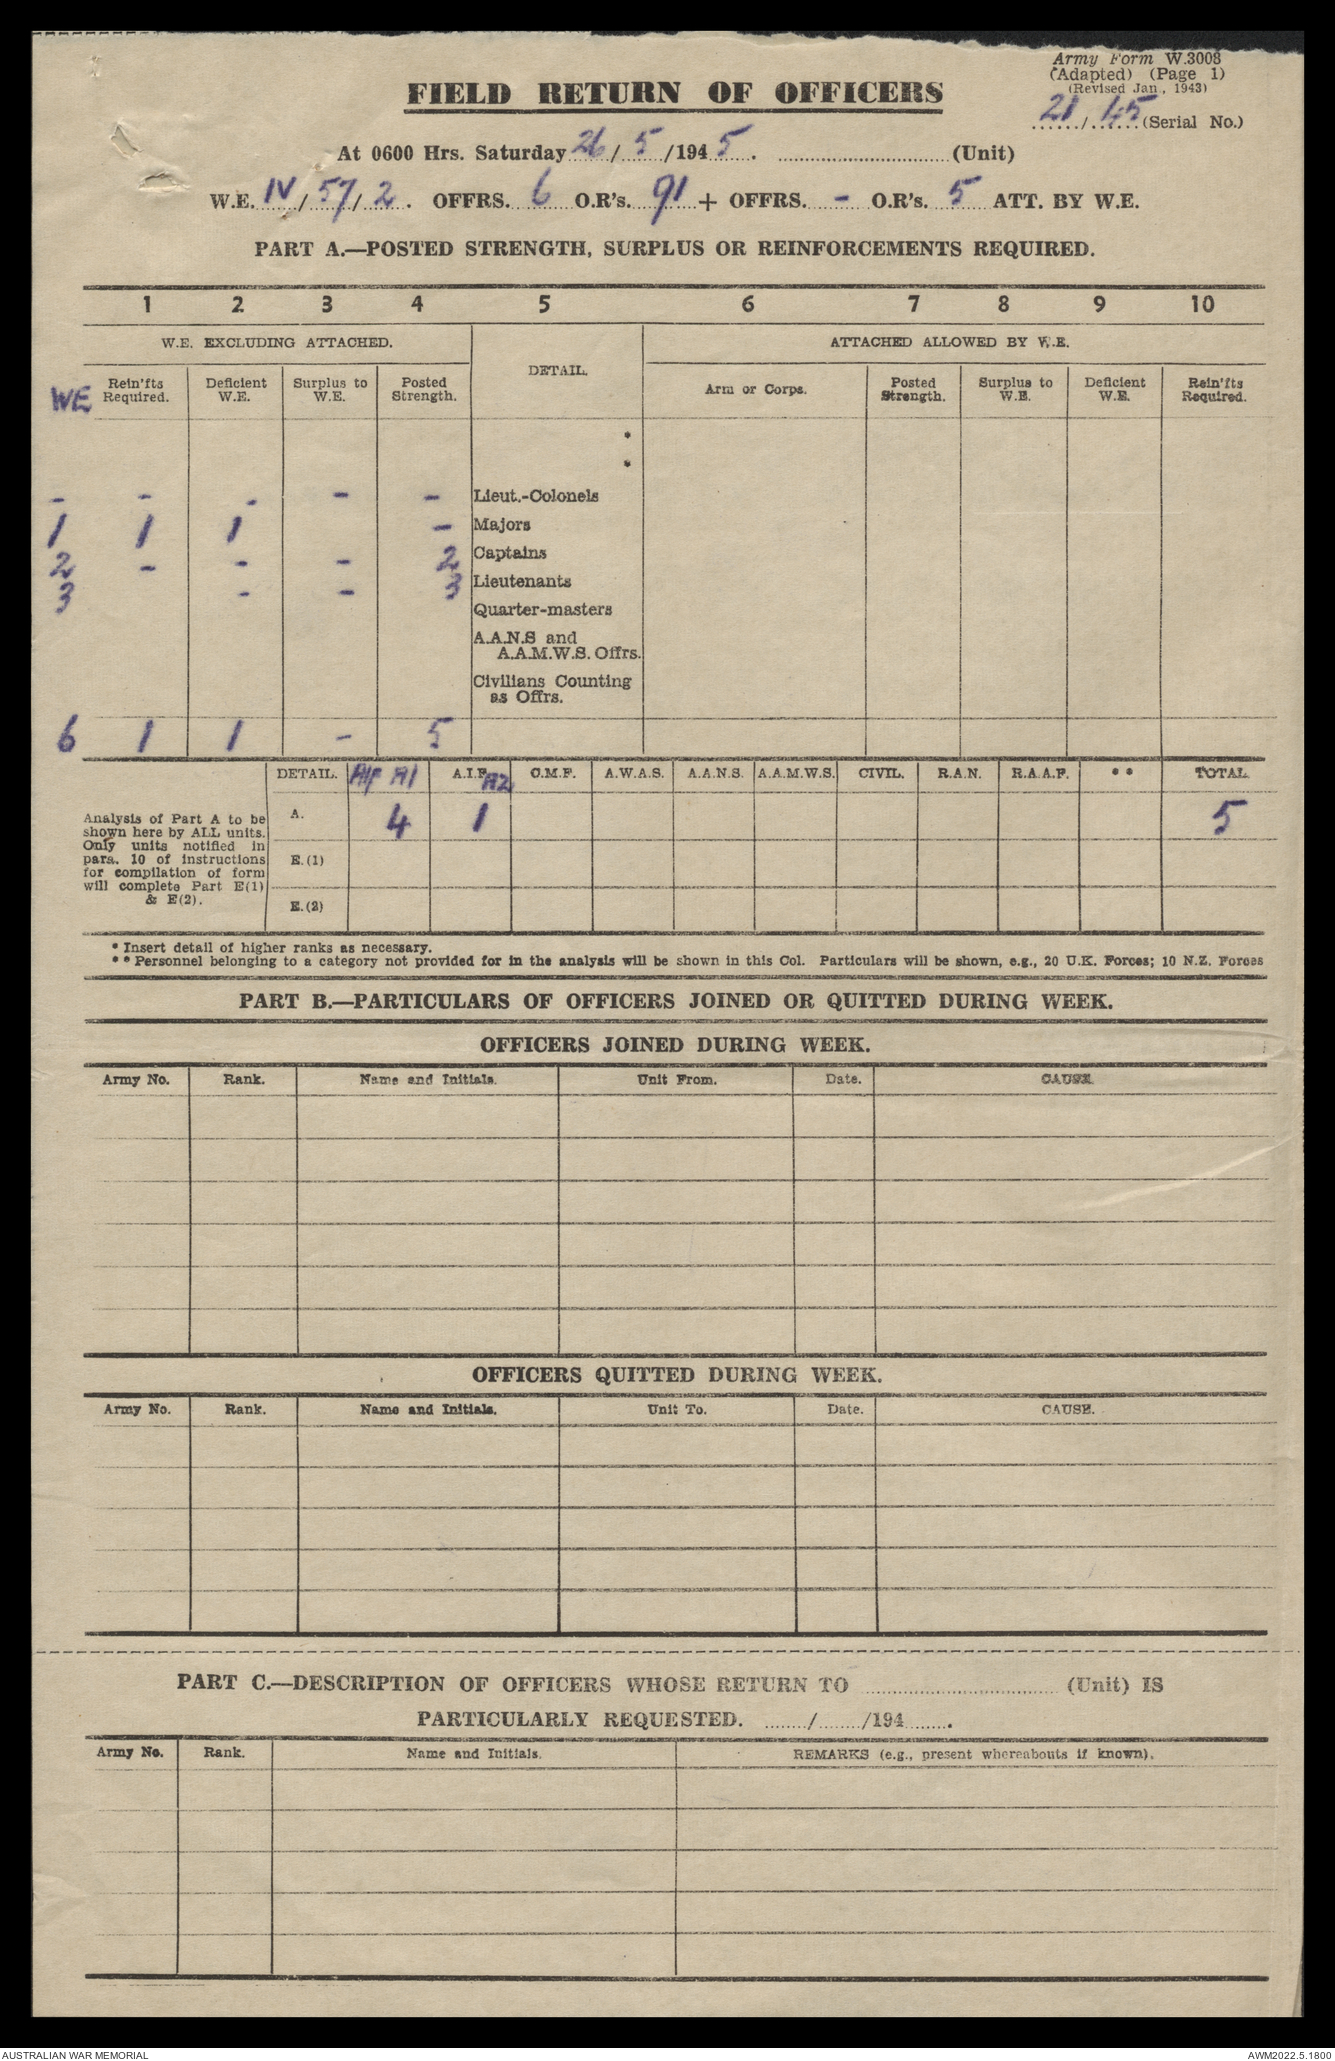 Army Form W.3008
(Adapted) (Page 1)
(Revised Jan., 1943)
FIELD RETURN OF OFFICERS
21/45 (Serial No.)
At 0600 Hrs. Saturday 26/5/1945. (Unit)
W.E. IV/57/2. OFFRS. 6 O.R's. 91 + OFFRS. - O.R's. 5 ATT. BY W.E.
PART A.—POSTED STRENGTH, SURPLUS OR REINFORCEMENTS REQUIRED.
1 2 3 4 5 6 7 8 9 10
W.E. EXCLUDING ATTACHED. DETAIL. ATTACHED ALLOWED BY W.E.
WE Rein'fts Required. Deficient W.E. Surplus to W.E. Posted Strength. Arm or Corps. Posted Strength. Surplus to W.E. Deficient W.E. Rein'fts Required.
*
*
- - - - - Lieut.-Colonels
1 1 1 - Majors
2 - - - 2 Captains
3 - - 3 Lieutenants
Quarter-masters
A.A.N.S and
A.A.M.W.S. Offrs.
Civilians Counting
as Offrs.
6 1 1 - 5
DETAIL. AIF A1 A.I.F. A2 C.M.F. A.W.A.S. A.A.N.S. A.A.M.W.S. CIVIL. R.A.N. R.A.A.F. * * TOTAL.
Analysis of Part A to be
shown here by ALL units.
Only units notified in
para. 10 of instructions
for compilation of form
will complete Part E(1)
& E(2).
A. 4 1 5
E.(1)
E.(2)
* Insert detail of higher ranks as necessary.
* * Personnel belonging to a category not provided for in the analysis will be shown in this Col. Particulars will be shown, e.g., 20 U.K. Forces; 10 N.Z. Forces
PART B.—PARTICULARS OF OFFICERS JOINED OR QUITTED DURING WEEK.
OFFICERS JOINED DURING WEEK.
Army No. Rank. Name and Initials. Unit From. Date. CAUSE.
OFFICERS QUITTED DURING WEEK.
Army No. Rank. Name and Initials. Unit To. Date. CAUSE.
PART C.—DESCRIPTION OF OFFICERS WHOSE RETURN TO (Unit) IS
PARTICULARLY REQUESTED. ......../......../194........
Army No. Rank. Name and Initials. REMARKS (e.g., present whereabouts if known).
AUSTRALIAN WAR MEMORIAL AWM2022.5.1800